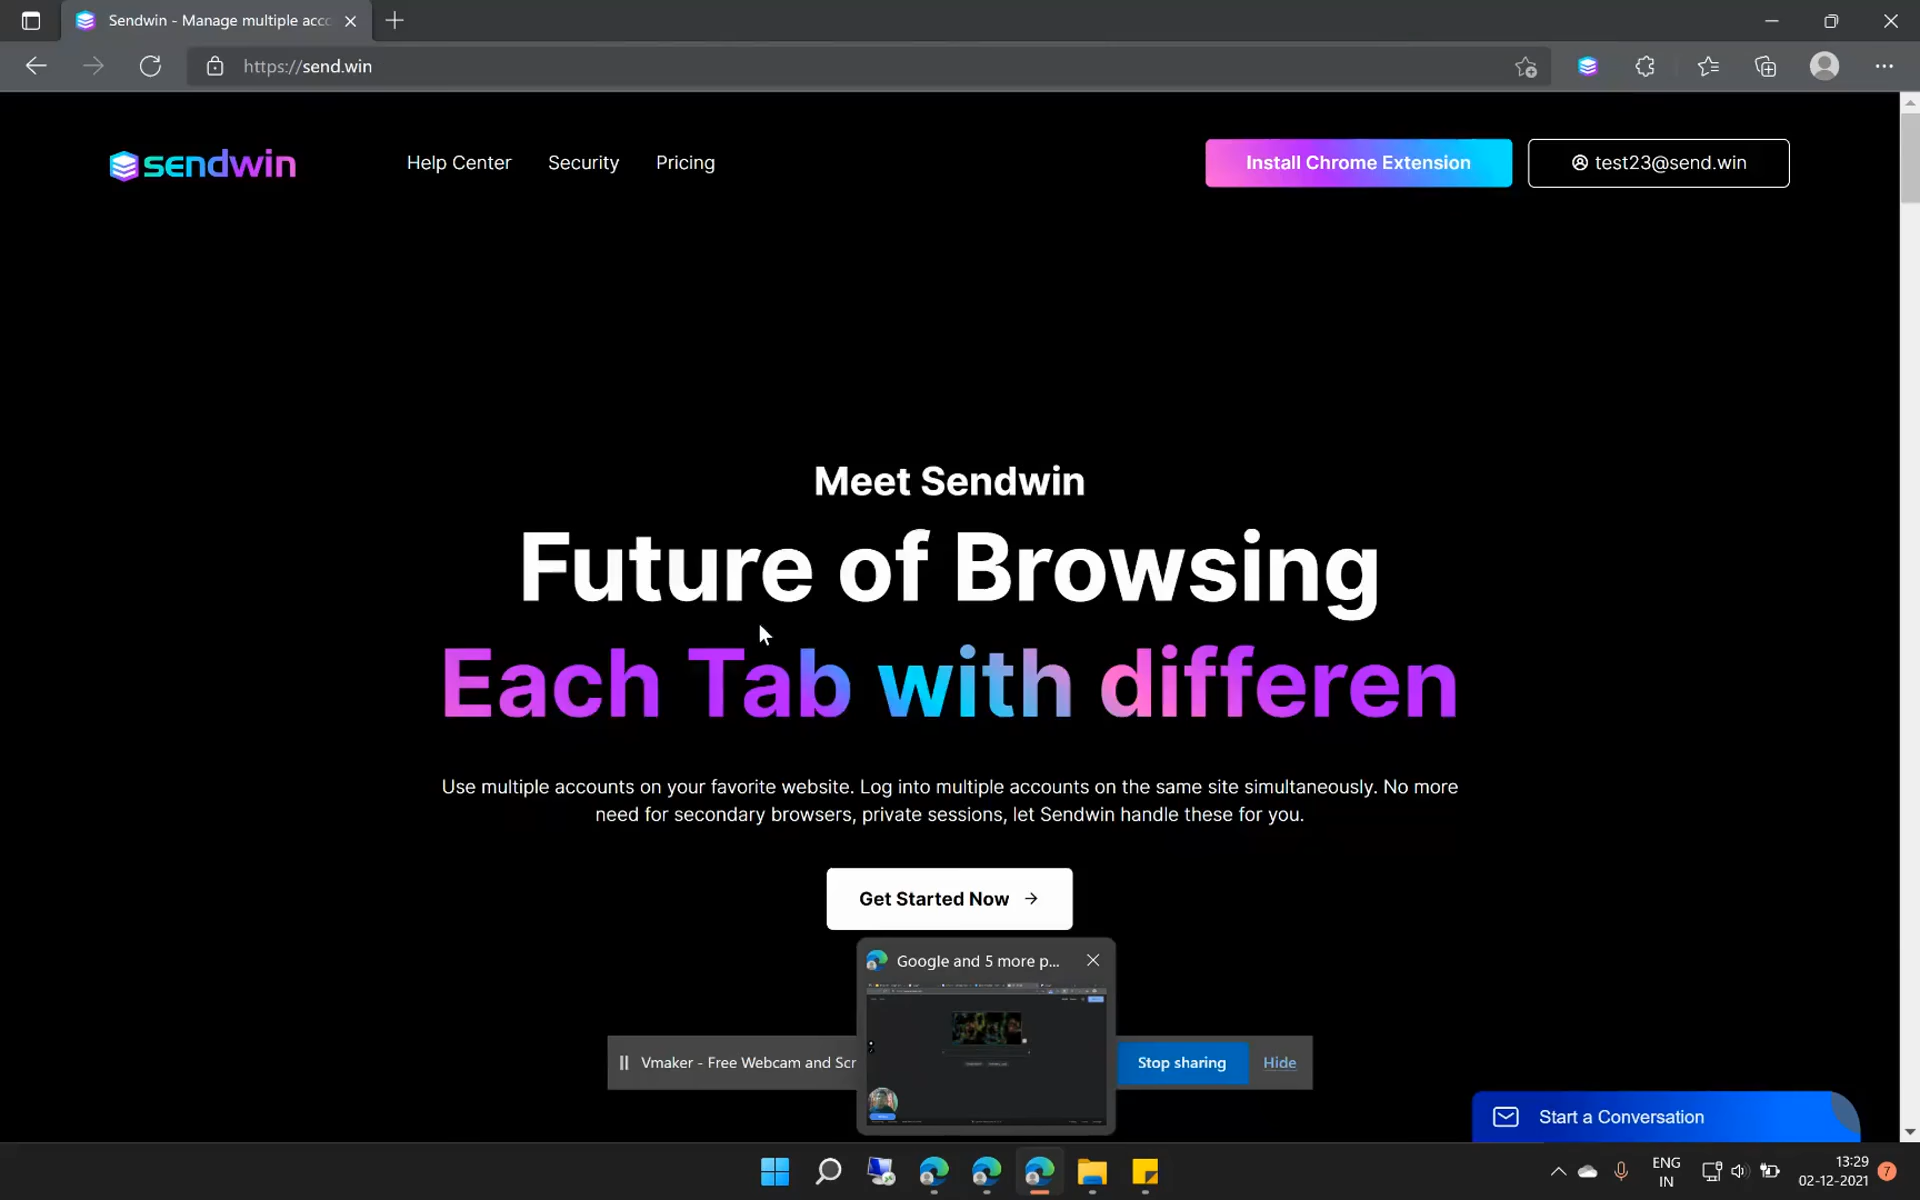 Sendwin - Manage multiple acc
https://send.win
sendwin
Help Center
Security
Pricing
Install Chrome Extension
test23@send.win
Meet Sendwin
Future of Browsing
Each Tab with differen
Use multiple accounts on your favorite website. Log into multiple accounts on the same site simultaneously. No more
need for secondary browsers, private sessions, let Sendwin handle these for you.
Get Started Now →
Google and 5 more p...
Vmaker - Free Webcam and Scr
Stop sharing
Hide
Start a Conversation
ENG
IN
13:29
02-12-2021
7